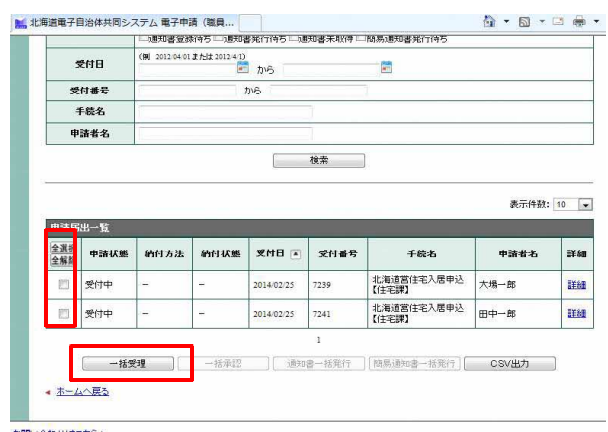 北海道電子自治体共同システム 電子申請（職員...
通知書登録待ち 通知書発行待ち 通知書未取得 簡易通知書発行待ち
受付日
(例 2012-04-01または2012-4-1)
から
受付番号
から
手続名
申請者名
検索
表示件数: 10
申請届出一覧
全選択
全解除
申請状態 納付方法 納付状態 受付日 受付番号 手続名 申請者名 詳細
受付中 - - 2014/02/25 7239 北海道営住宅入居申込【住宅課】 大場一郎 詳細
受付中 - - 2014/02/25 7241 北海道営住宅入居申込【住宅課】 田中一郎 詳細
1
一括受理 一括承認 通知書一括発行 簡易通知書一括発行 CSV出力
ホームへ戻る